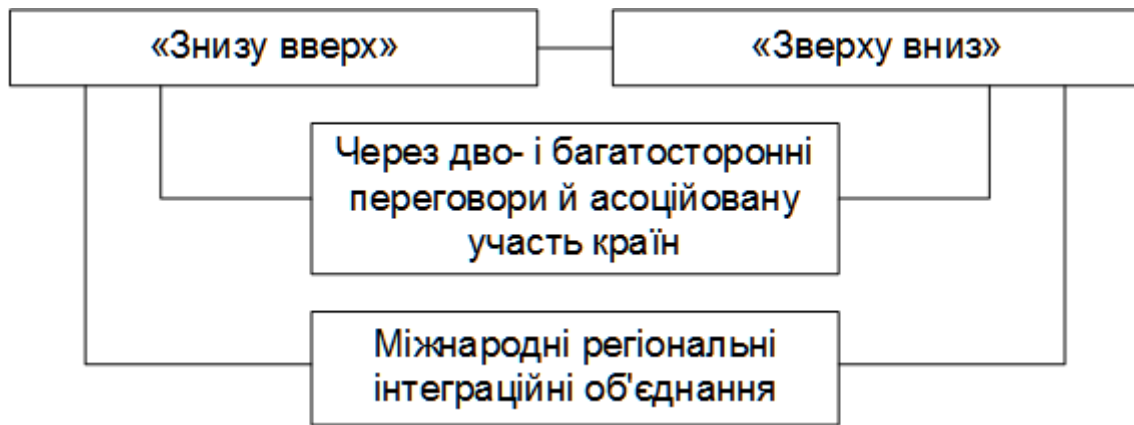 «Знизу вверх»
«Зверху вниз»
Через дво- і багатосторонні
переговори й асоційовану
участь країн
Міжнародні регіональні
інтеграційні об'єднання